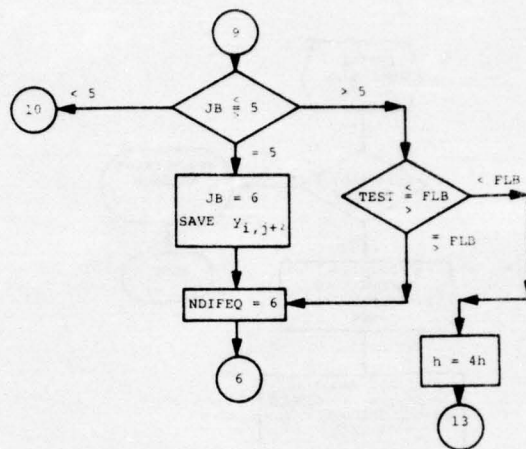 9
10
< 5
JB <=> 5
> 5
= 5
JB = 6
SAVE y i,j+2
TEST <=> FLB
< FLB
=> FLB
NDIFEQ = 6
h = 4h
6
13